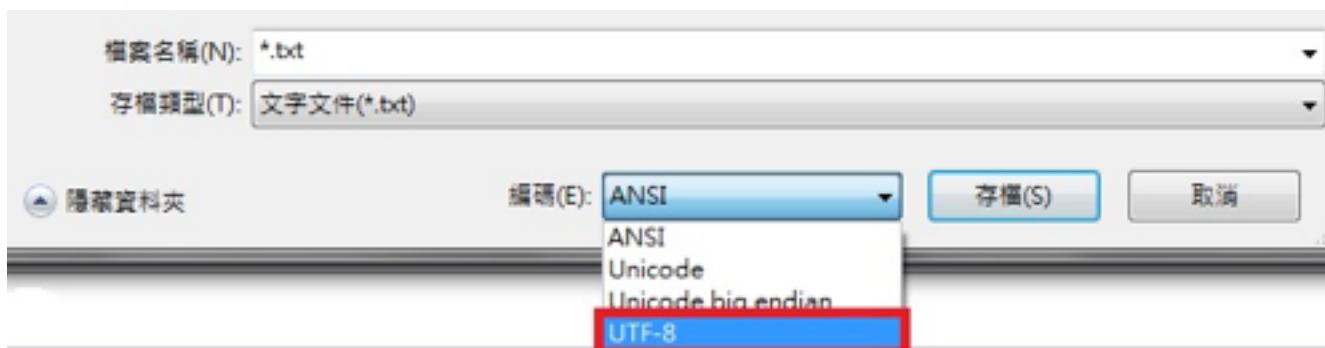 檔案名稱(N): *.txt
存檔類型(T): 文字文件(*.txt)
隱藏資料夾 編碼(E): ANSI 存檔(S) 取消
ANSI
Unicode
Unicode big endian
UTF-8